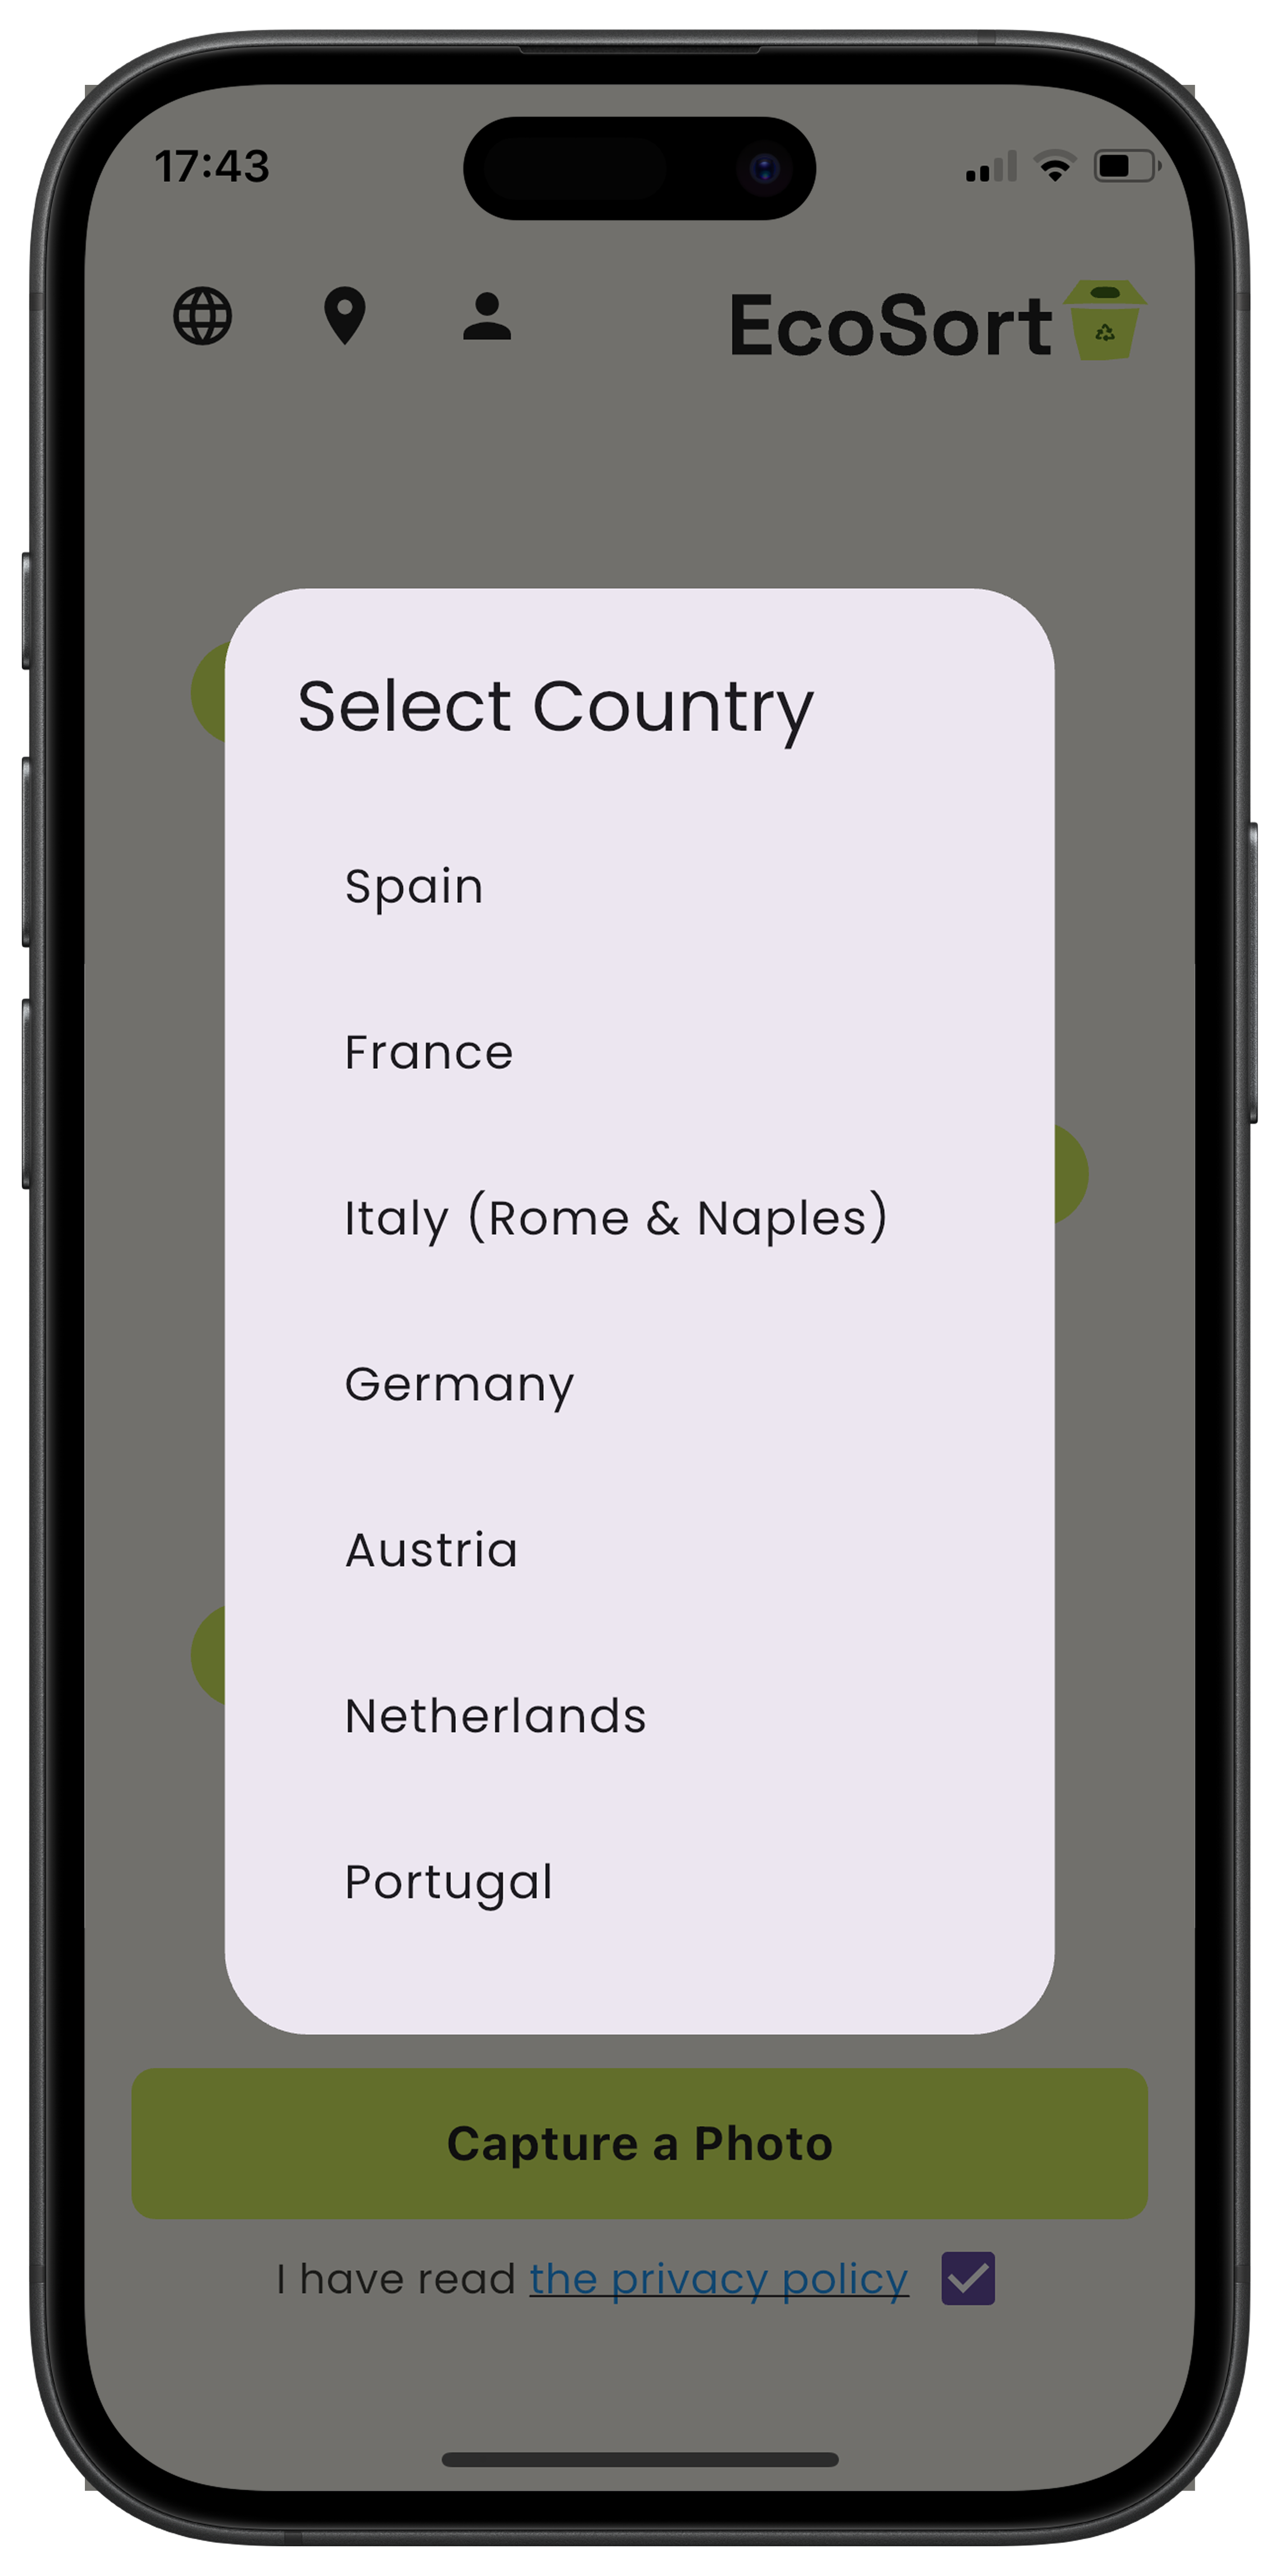 17:43
EcoSort
Select Country
Spain
France
Italy (Rome & Naples)
Germany
Austria
Netherlands
Portugal
Capture a Photo
I have read the privacy policy